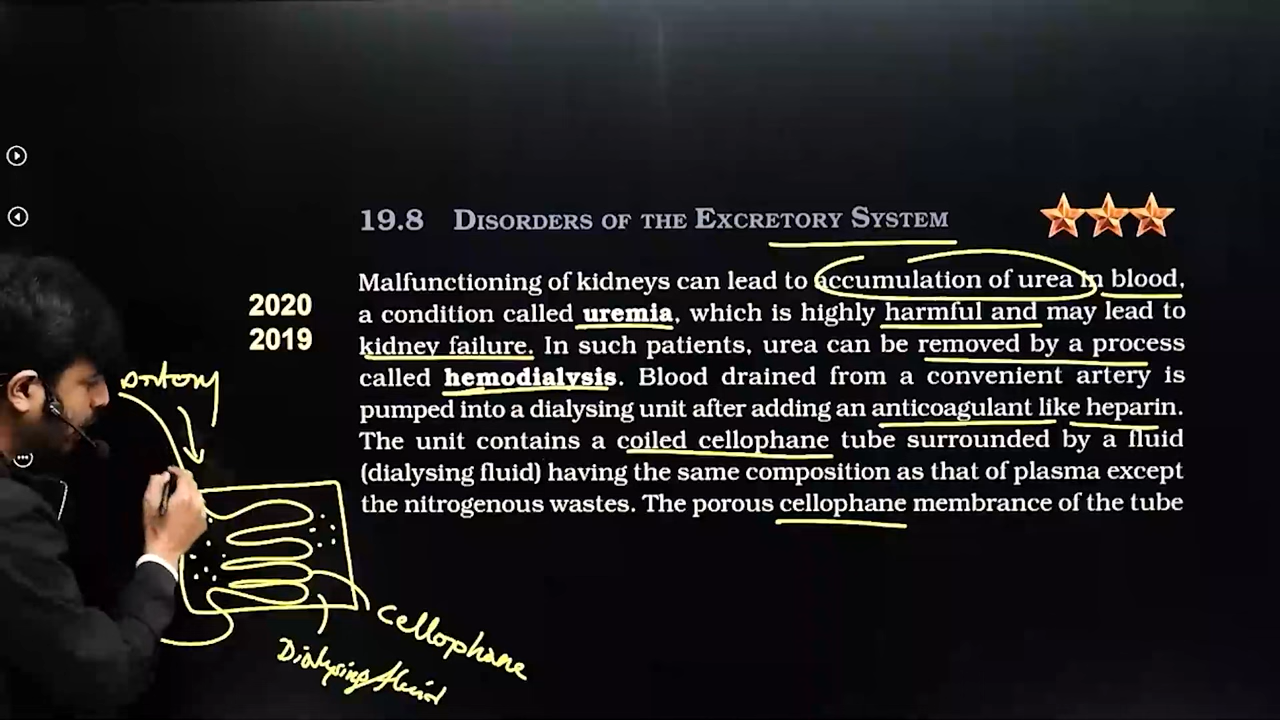 19.8 DISORDERS OF THE EXCRETORY SYSTEM
Malfunctioning of kidneys can lead to accumulation of urea in blood,
a condition called uremia, which is highly harmful and may lead to
kidney failure. In such patients, urea can be removed by a process
called hemodialysis. Blood drained from a convenient artery is
pumped into a dialysing unit after adding an anticoagulant like heparin.
The unit contains a coiled cellophane tube surrounded by a fluid
(dialysing fluid) having the same composition as that of plasma except
the nitrogenous wastes. The porous cellophane membrane of the tube
2020
2019
artery
Cellophane
Dialysing fluid